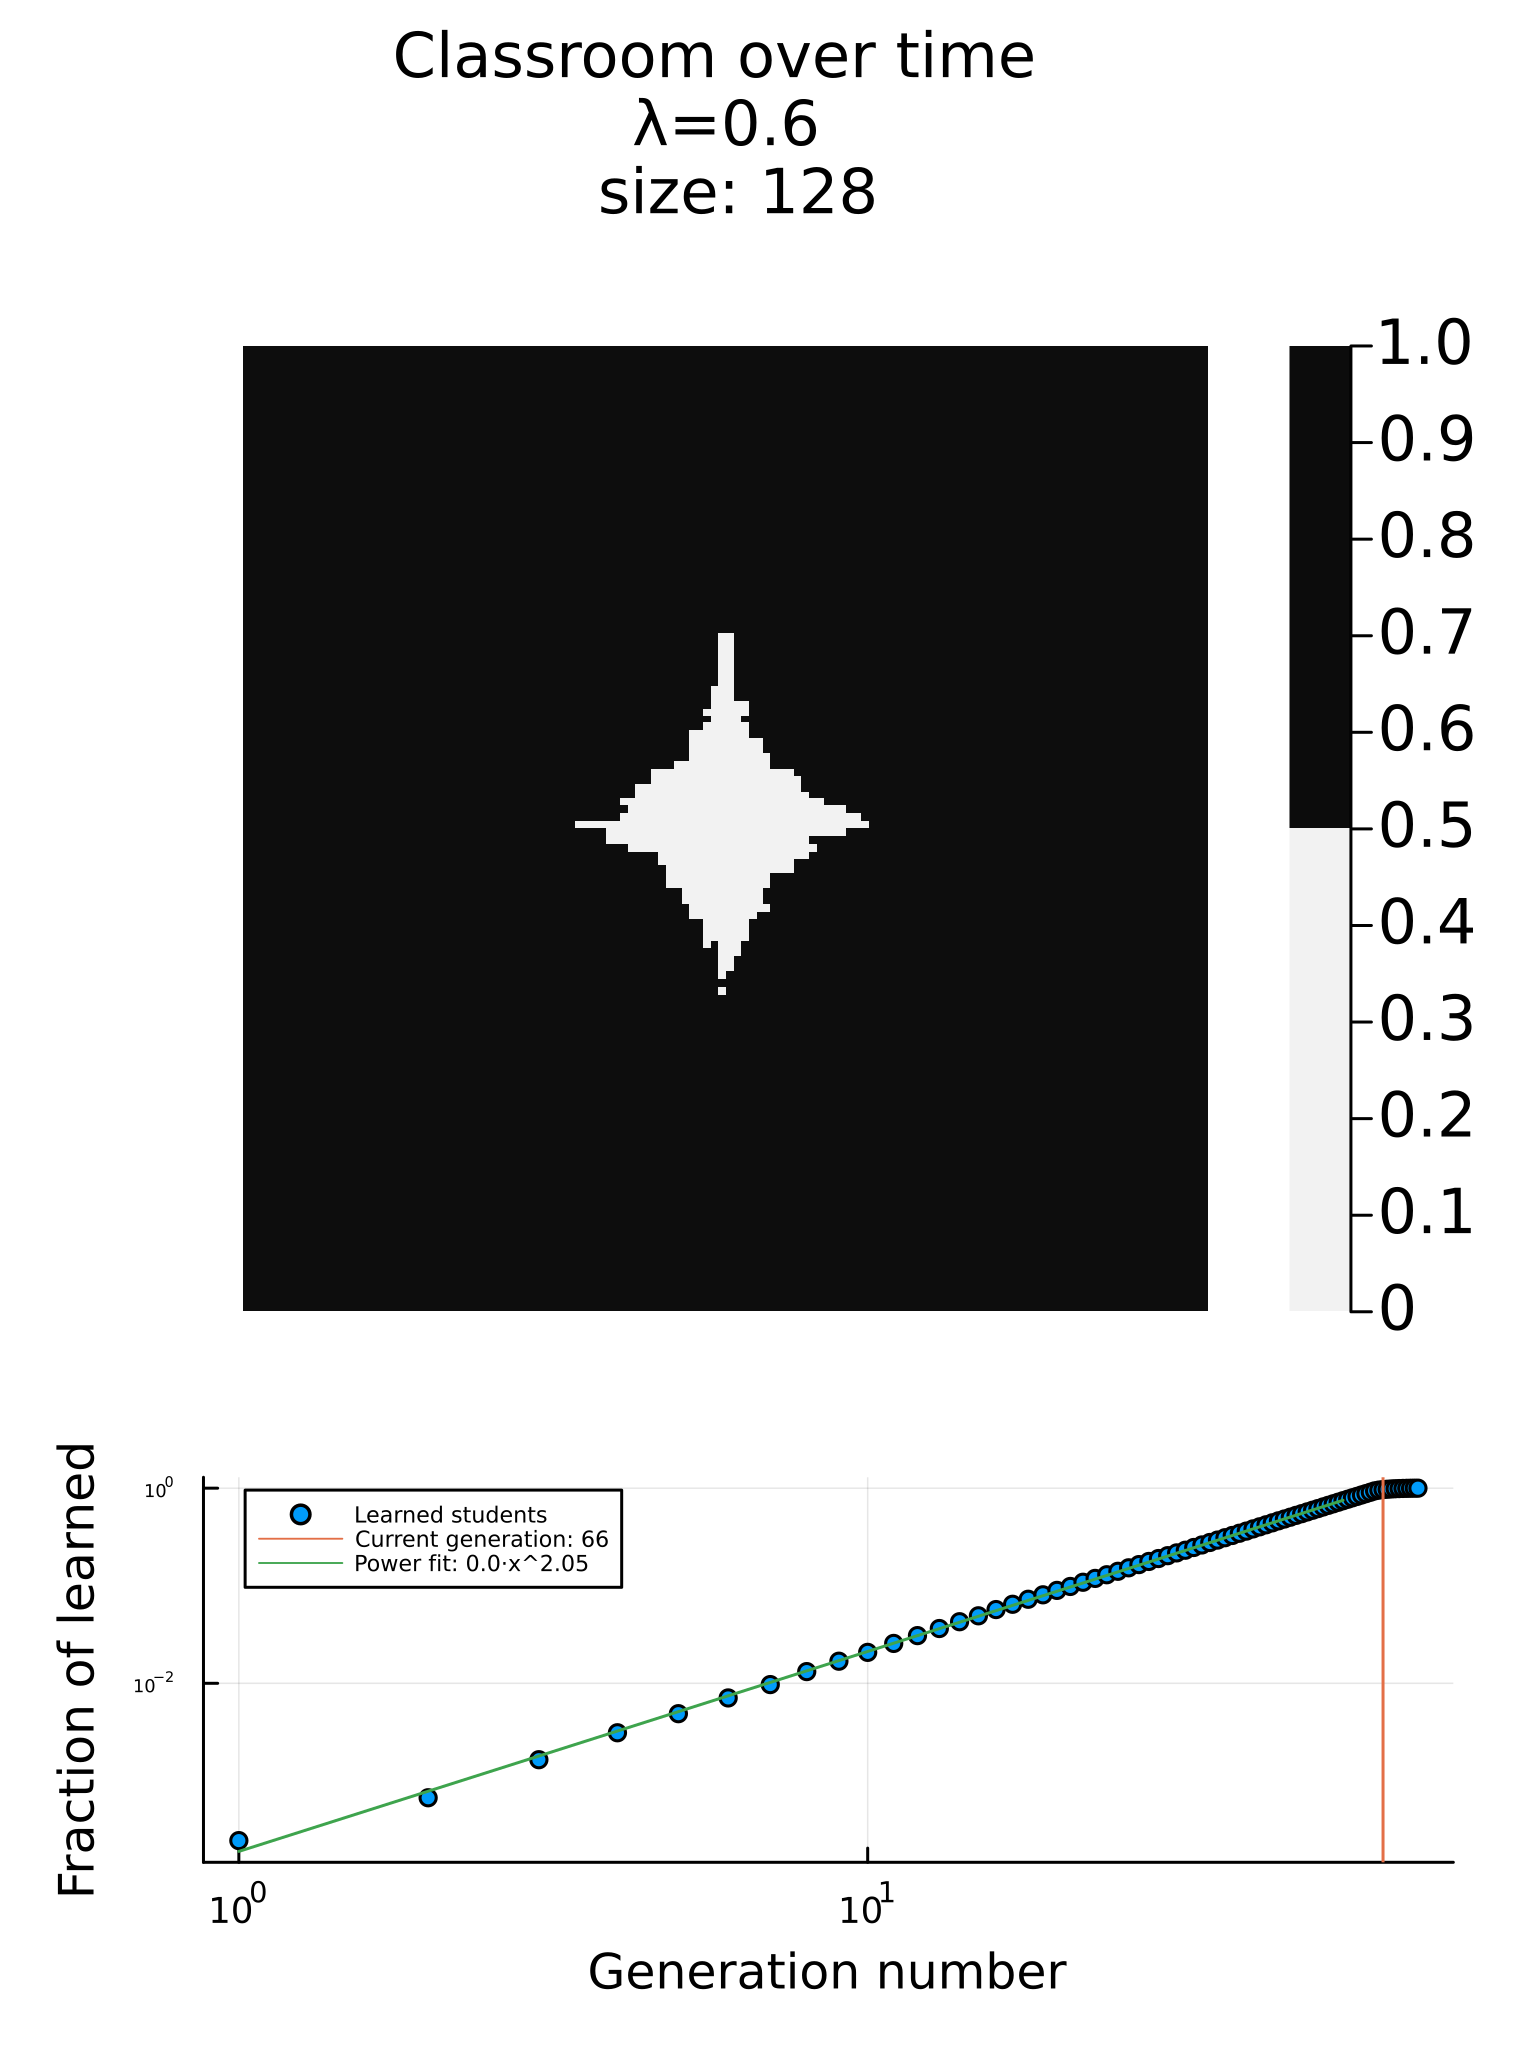 Classroom over time
λ=0.6
size: 128
1.0
0.9
0.8
0.7
0.6
0.5
0.4
0.3
0.2
0.1
0
Fraction of learned
10^0
10^−2
Learned students
Current generation: 66
Power fit: 0.0·x^2.05
10^0
10^1
Generation number